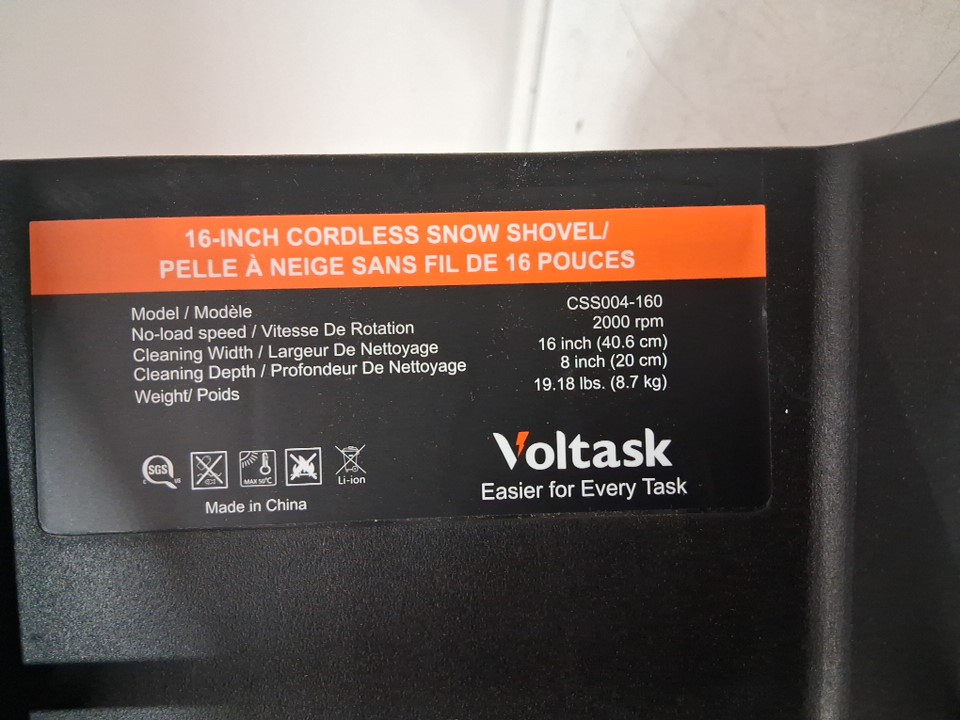 16-INCH CORDLESS SNOW SHOVEL/
PELLE À NEIGE SANS FIL DE 16 POUCES
Model / Modèle CSS004-160
No-load speed / Vitesse De Rotation 2000 rpm
Cleaning Width / Largeur De Nettoyage 16 inch (40.6 cm)
Cleaning Depth / Profondeur De Nettoyage 8 inch (20 cm)
Weight/ Poids 19.18 lbs. (8.7 kg)
Voltask
Easier for Every Task
SGS
C US
MAX 50°C
Li-ion
Made in China